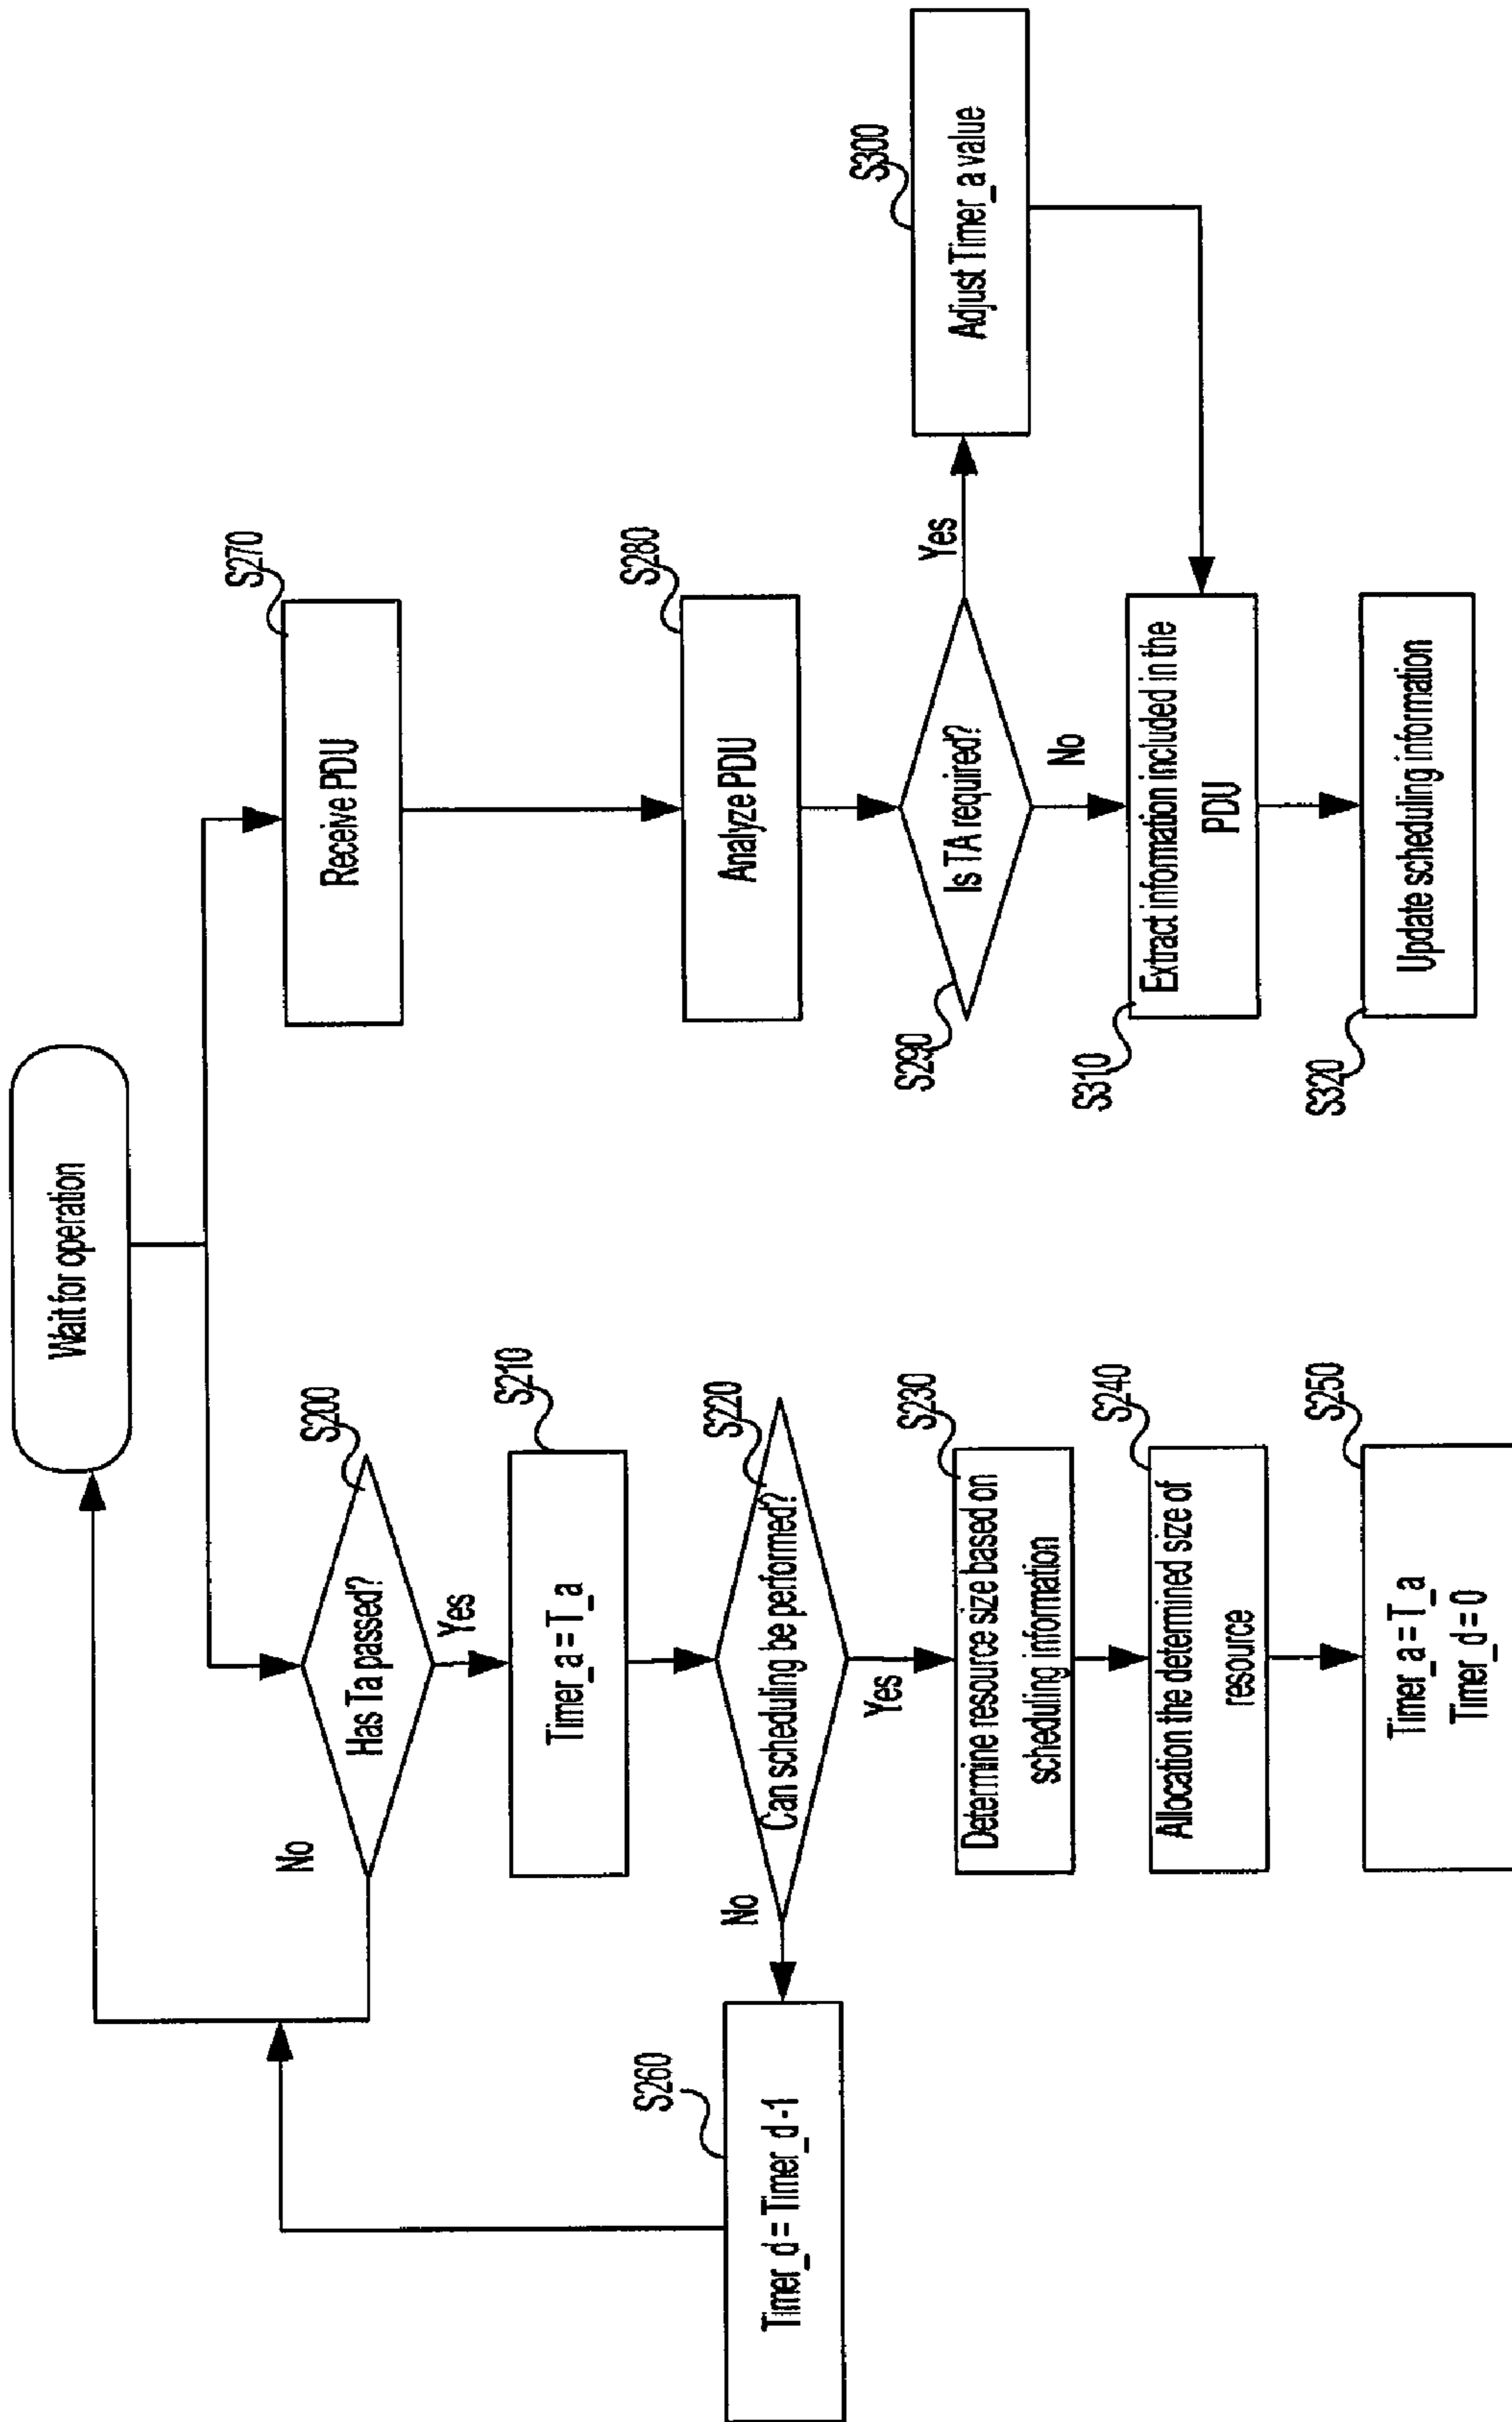 Wait for operation
S200
Has Ta passed?
No
Yes
S210
Timer_a = T_a
S220
Can scheduling be performed?
No
Yes
S260
Timer_d = Timer_d -1
S230
Determine resource size based on
scheduling information
S240
Allocation the determined size of
resource
S250
Timer_a = T_a
Timer_d = 0
S270
Receive PDU
S280
Analyze PDU
S290
Is TA required?
Yes
No
S300
Adjust Timer_a value
S310
Extract information included in the
PDU
S320
Update scheduling information